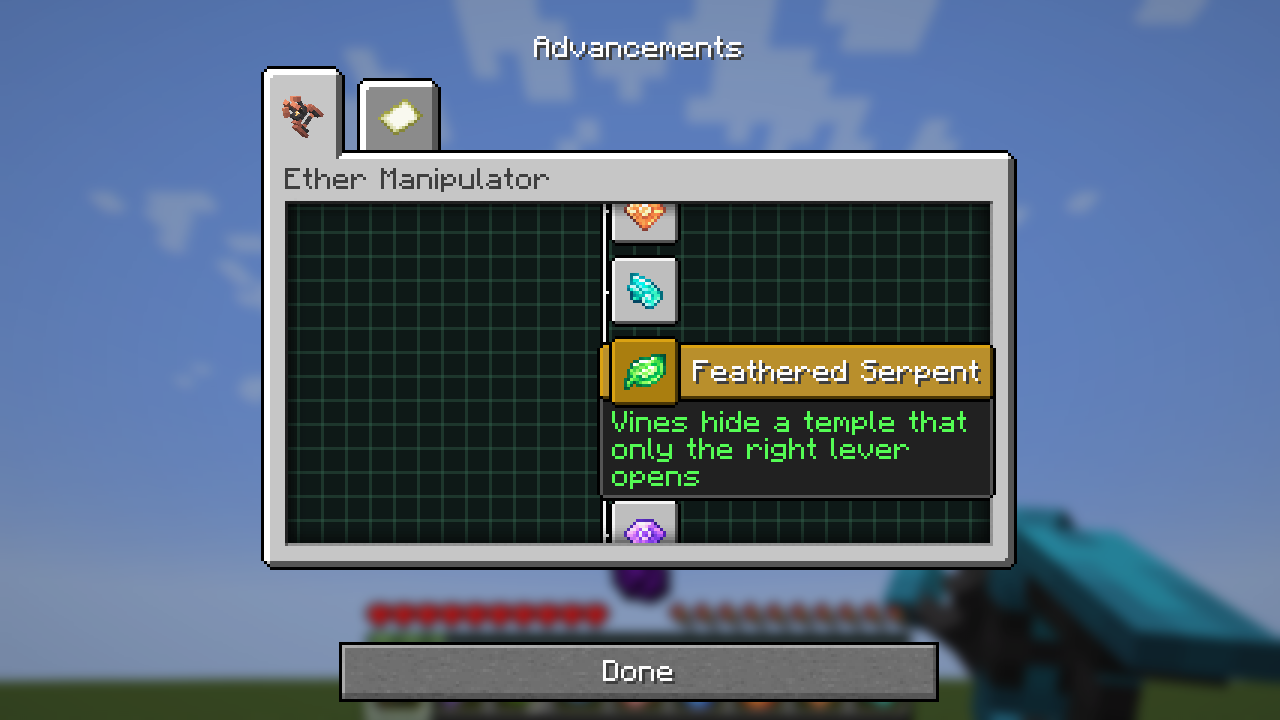 Advancements
Ether Manipulator
Feathered Serpent
Vines hide a temple that
only the right lever
opens
Done